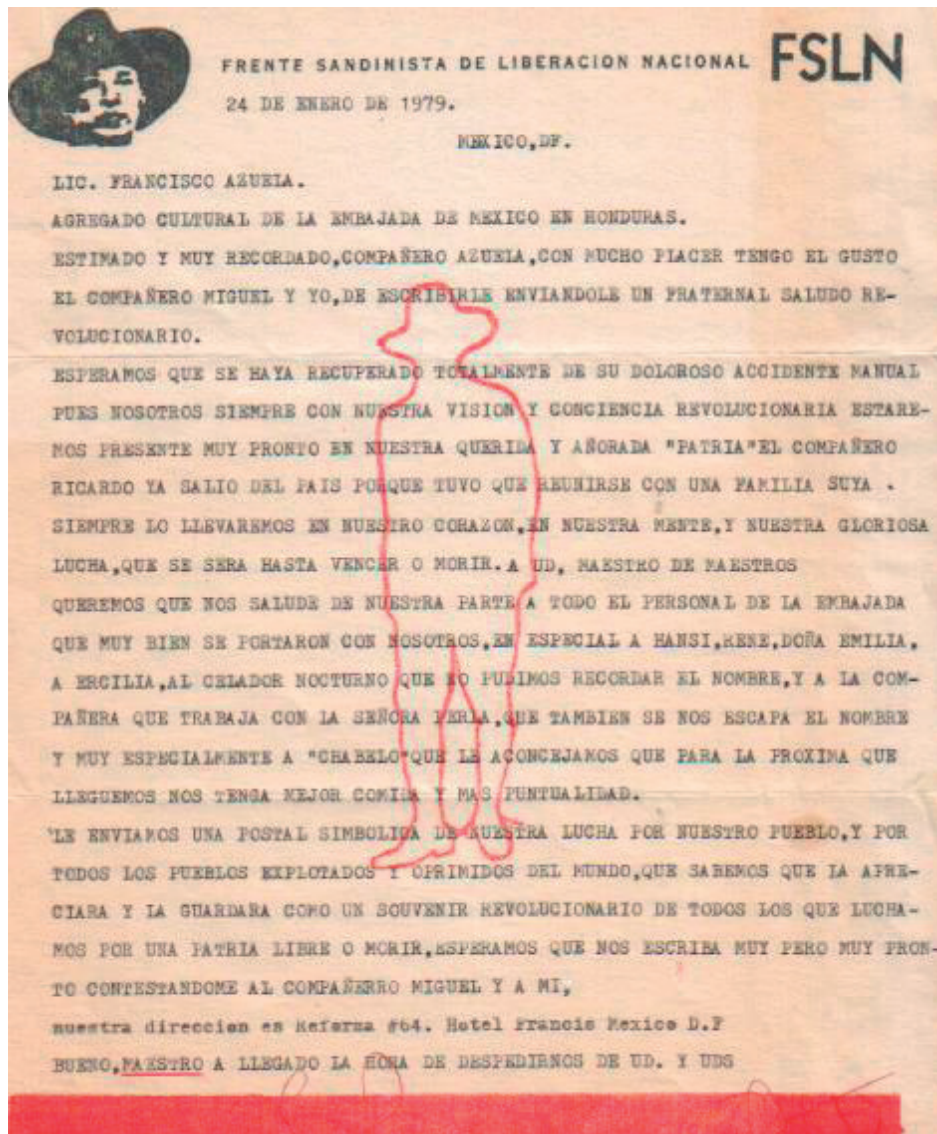 FRENTE SANDINISTA DE LIBERACION NACIONAL FSLN
24 DE ENERO DE 1979.
MEXICO,DF.
LIC. FRANCISCO AZUELA.
AGREGADO CULTURAL DE LA EMBAJADA DE MEXICO EN HONDURAS.
ESTIMADO Y MUY RECORDADO,COMPAÑERO AZUELA,CON MUCHO PLACER TENGO EL GUSTO
EL COMPAÑERO MIGUEL Y YO,DE ESCRIBIRLE ENVIANDOLE UN FRATERNAL SALUDO RE-
VOLUCIONARIO.
ESPERAMOS QUE SE HAYA RECUPERADO TOTALMENTE DE SU DOLOROSO ACCIDENTE MANUAL
PUES NOSOTROS SIEMPRE CON NUESTRA VISION Y CONCIENCIA REVOLUCIONARIA ESTARE-
MOS PRESENTE MUY PRONTO EN NUESTRA QUERIDA Y AÑORADA "PATRIA"EL COMPAÑERO
RICARDO YA SALIO DEL PAIS PORQUE TUVO QUE REUNIRSE CON UNA FAMILIA SUYA .
SIEMPRE LO LLEVAREMOS EN NUESTRO CORAZON,EN NUESTRA MENTE,Y NUESTRA GLORIOSA
LUCHA,QUE SE SERA HASTA VENCER O MORIR.A UD, MAESTRO DE MAESTROS
QUEREMOS QUE NOS SALUDE DE NUESTRA PARTE A TODO EL PERSONAL DE LA EMBAJADA
QUE MUY BIEN SE PORTARON CON NOSOTROS,EN ESPECIAL A HANSI,RENE,DOÑA EMILIA,
A ERCILIA,AL CELADOR NOCTURNO QUE NO PUDIMOS RECORDAR EL NOMBRE,Y A LA COM-
PAÑERA QUE TRABAJA CON LA SEÑORA PERLA,QUE TAMBIEN SE NOS ESCAPA EL NOMBRE
Y MUY ESPECIALMENTE A "CHABELO"QUE LE ACONCEJAMOS QUE PARA LA PROXIMA QUE
LLEGUEMOS NOS TENGA MEJOR COMIDA Y MAS PUNTUALIDAD.
LE ENVIAMOS UNA POSTAL SIMBOLICA DE NUESTRA LUCHA POR NUESTRO PUEBLO,Y POR
TODOS LOS PUEBLOS EXPLOTADOS Y OPRIMIDOS DEL MUNDO,QUE SABEMOS QUE LA APRE-
CIARA Y LA GUARDARA COMO UN SOUVENIR REVOLUCIONARIO DE TODOS LOS QUE LUCHA-
MOS POR UNA PATRIA LIBRE O MORIR,ESPERAMOS QUE NOS ESCRIBA MUY PERO MUY PRON-
TO CONTESTANDOME AL COMPAÑERRO MIGUEL Y A MI,
nuestra direccion es Reforma #64. Hotel Francis Mexico D.F
BUENO,MAESTRO A LLEGADO LA HORA DE DESPEDIRNOS DE UD. Y UDS